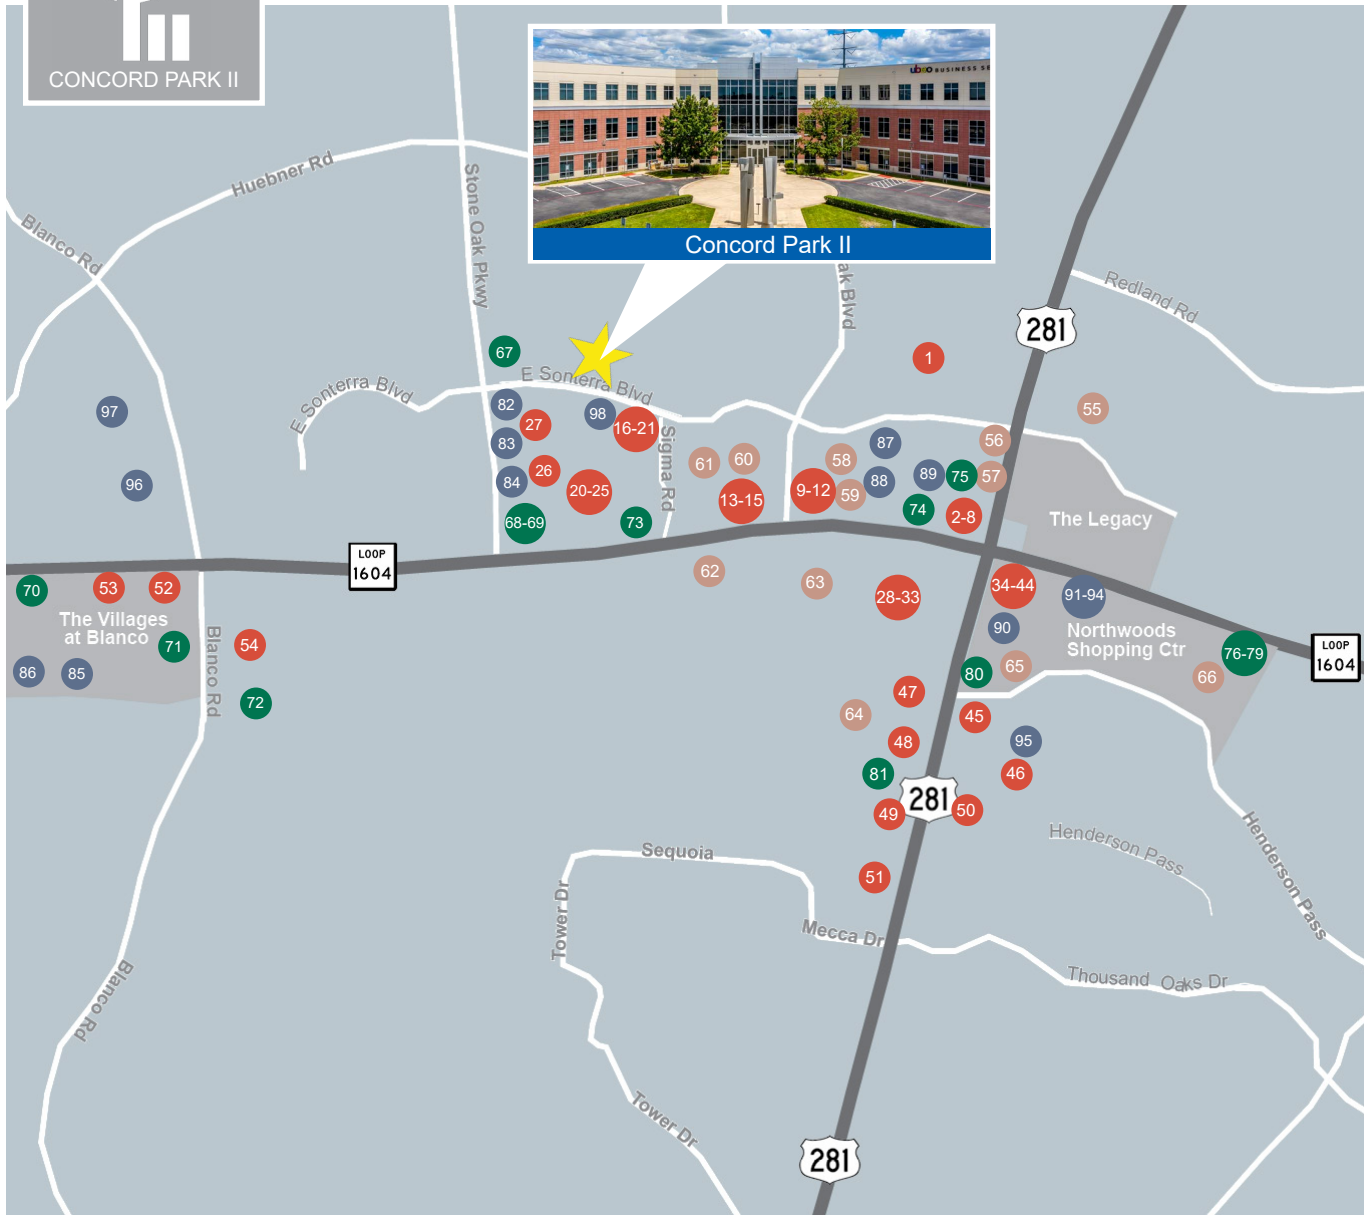 CONCORD PARK II
UBEO BUSINESS SE
Concord Park II
Huebner Rd
Blanco Rd
Stone Oak Pkwy
ak Blvd
Redland Rd
281
67
1
E Sonterra Blvd
E Sonterra Blvd
97
82
98
27
16-21
83
Sigma Rd
55
56
87
58
61
60
96
84
26
20-25
13-15
9-12
59
88
89
75
57
68-69
73
74
2-8
The Legacy
LOOP
1604
62
63
28-33
34-44
91-94
70
53
52
The Villages
at Blanco
71
86
85
Blanco Rd
54
72
90
Northwoods
Shopping Ctr
76-79
LOOP
1604
80
65
66
47
64
45
48
95
81
46
281
49
50
Henderson Pass
Henderson Pass
Sequoia
51
Tower Dr
Mecca Dr
Thousand Oaks Dr
Blanco Rd
Tower Dr
281